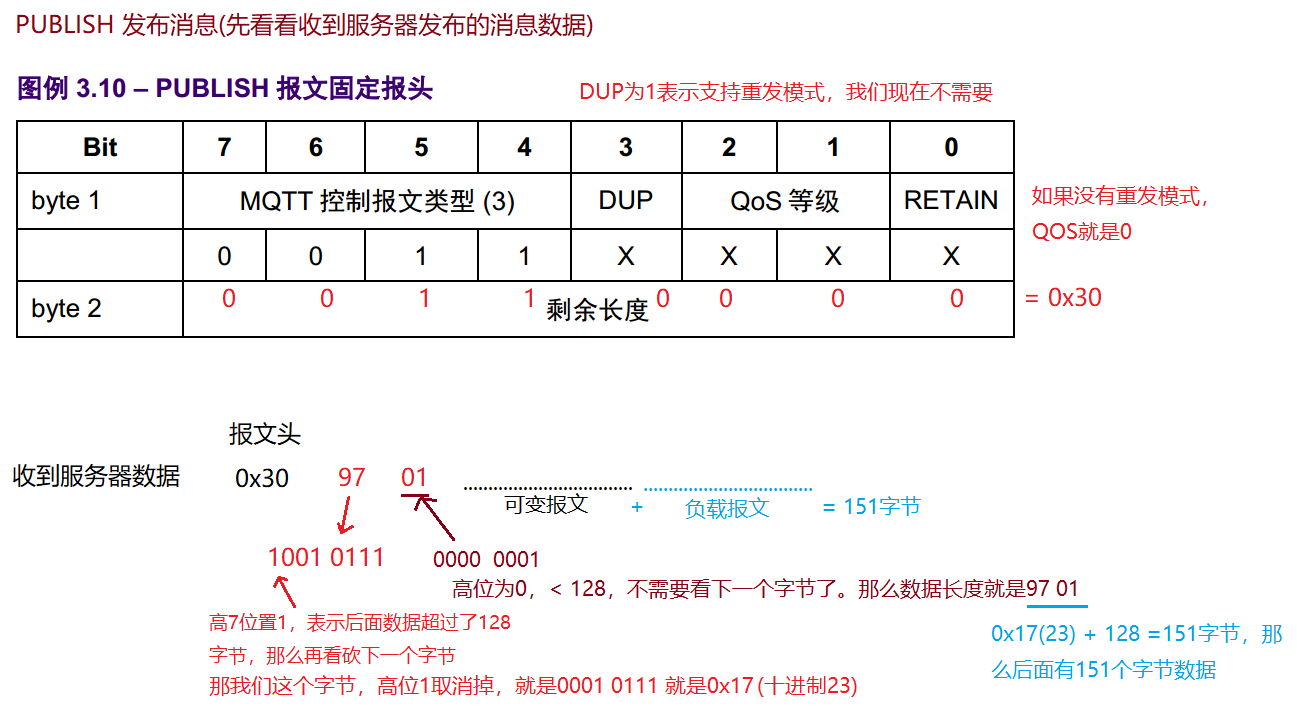 PUBLISH 发布消息(先看看收到服务器发布的消息数据)
图例 3.10 – PUBLISH 报文固定报头
DUP为1表示支持重发模式，我们现在不需要
Bit 7 6 5 4 3 2 1 0
byte 1 MQTT 控制报文类型 (3) DUP QoS 等级 RETAIN
如果没有重发模式，
QOS就是0
0 0 1 1 X X X X
byte 2 剩余长度
0 0 1 1 0 0 0 0 = 0x30
报文头
收到服务器数据 0x30 97 01 .................................. ..................................
可变报文 + 负载报文 = 151字节
1001 0111 0000 0001
高位为0，< 128，不需要看下一个字节了。那么数据长度就是97 01
高7位置1，表示后面数据超过了128
字节，那么再看砍下一个字节
那我们这个字节，高位1取消掉，就是0001 0111 就是0x17(十进制23)
0x17(23) + 128 =151字节，那
么后面有151个字节数据